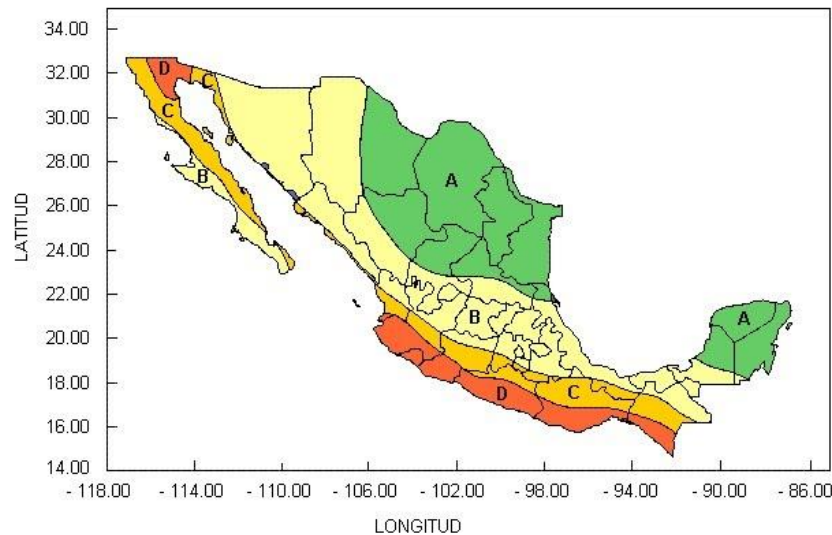 34.00
32.00
30.00
28.00
26.00
24.00
22.00
20.00
18.00
16.00
14.00
LATITUD
D
C
C
B
A
B
A
C
D
- 118.00 - 114.00 - 110.00 - 106.00 - 102.00 - 98.00 - 94.00 - 90.00 - 86.00
LONGITUD